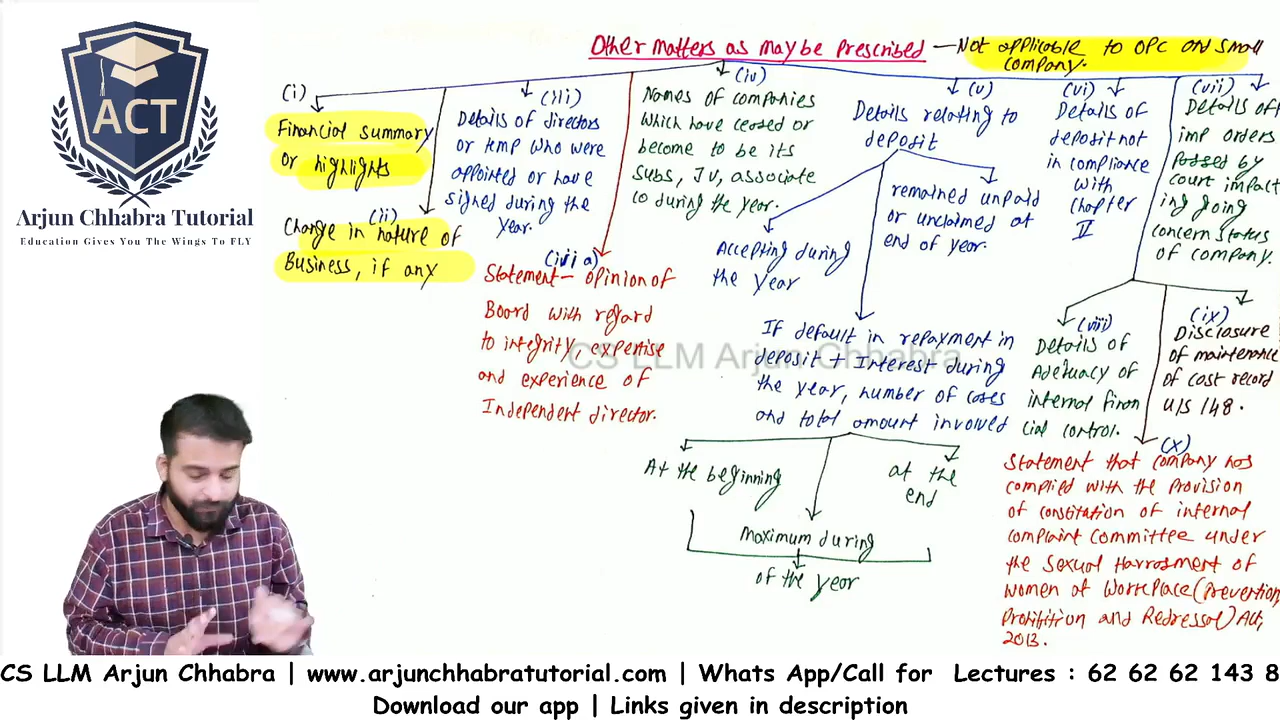 ACT
Arjun Chhabra Tutorial
Education Gives You The Wings To FLY
Other matters as may be Prescribed – Not applicable to OPC and small
company.
(i)
Financial summary
or highlights
(ii)
Change in nature of
Business, if any
(iii)
Details of directors
or KMP who were
appointed or have
signed during the
year.
(iii a)
Statement – opinion of
Board with regard
to integrity, expertise
and experience of
Independent director.
(iv)
Names of companies
which have ceased or
become to be its
Subs, JV, associate
co during the year.
(v)
Details relating to
deposit
Accepting during
the year
remained unpaid
or unclaimed at
end of year.
If default in repayment in
deposit + Interest during
the year, number of cases
and total amount involved
At the beginning
maximum during
at the
end
of the year
(vi)
Details of
deposit not
in compliance
with
Chapter
V
(vii)
Details of
imp orders
Passed by
court impact
ing going
concern status
of company.
(viii)
Details of
Adequacy of
internal finan
cial control.
(ix)
Disclosure
of maintenance
of cost record
u/s 148.
(x)
Statement that company has
complied with the Provision
of constitution of internal
complaint committee under
the Sexual Harrasment of
women at WorkPlace (Prevention,
Prohibition and Redressal) Act,
2013.
CS LLM Arjun Chhabra
CS LLM Arjun Chhabra | www.arjunchhabratutorial.com | Whats App/Call for Lectures : 62 62 62 143 8
Download our app | Links given in description